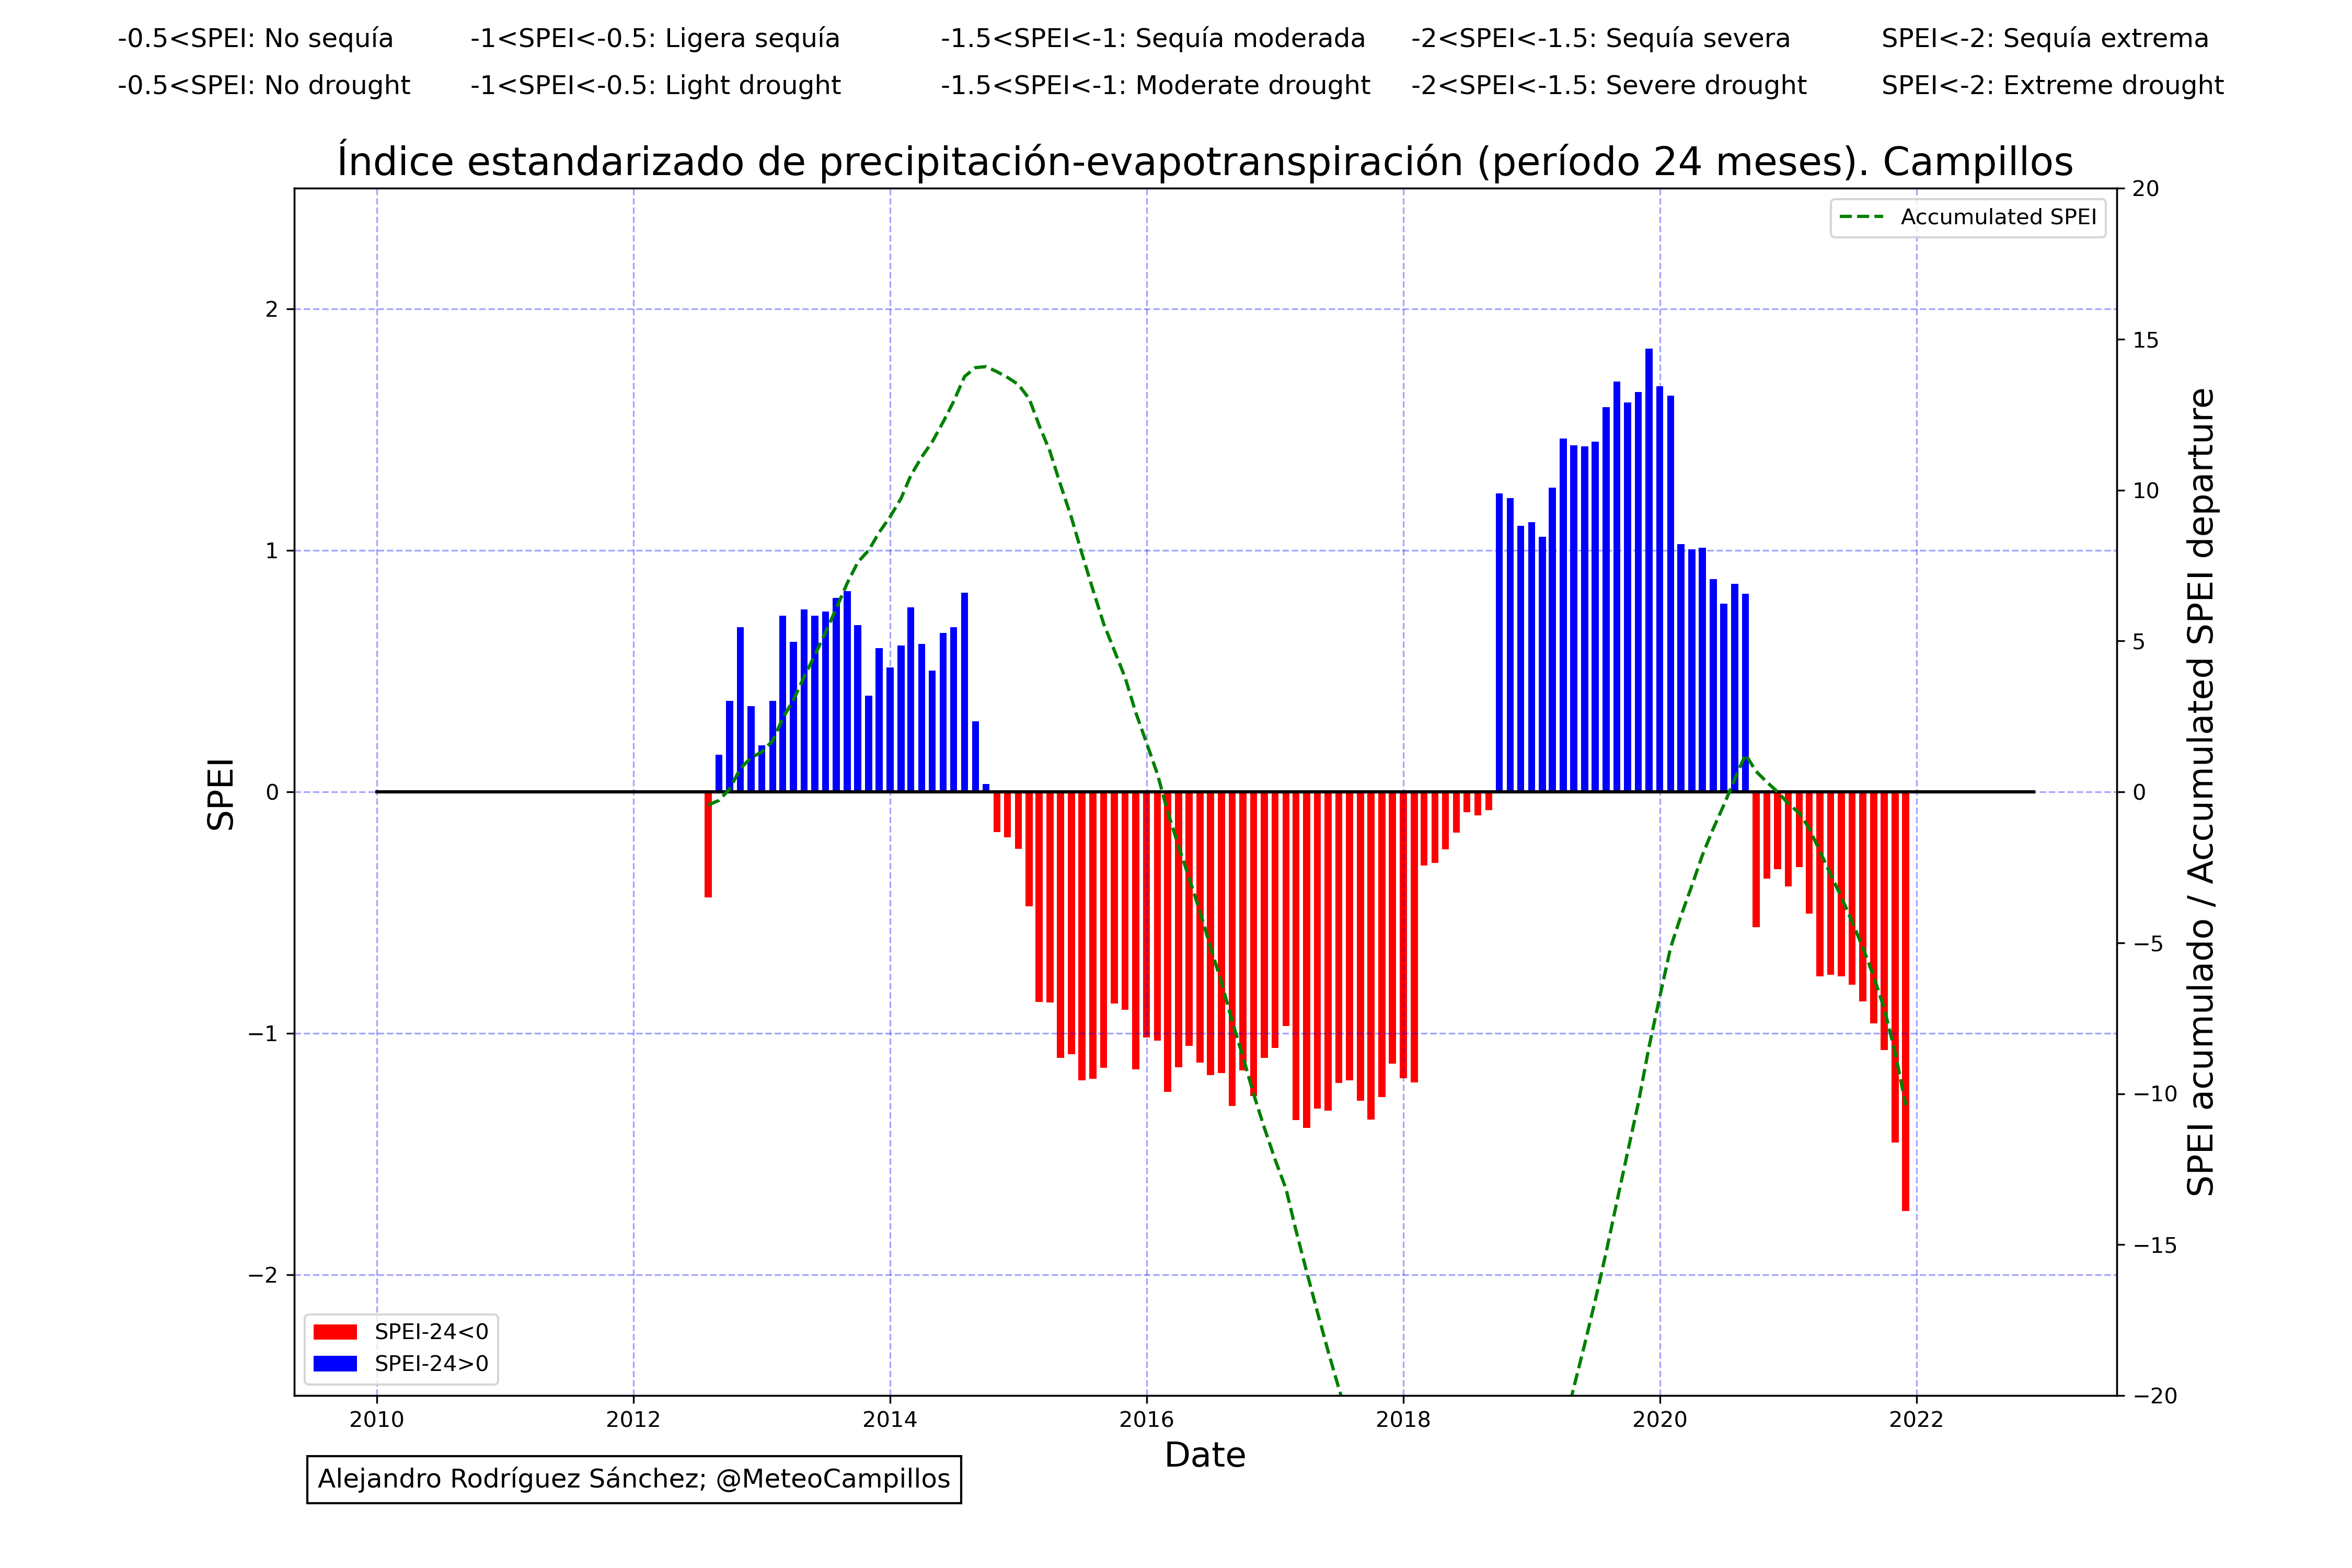 -0.5<SPEI: No sequía
-1<SPEI<-0.5: Ligera sequía
-1.5<SPEI<-1: Sequía moderada
-2<SPEI<-1.5: Sequía severa
SPEI<-2: Sequía extrema
-0.5<SPEI: No drought
-1<SPEI<-0.5: Light drought
-1.5<SPEI<-1: Moderate drought
-2<SPEI<-1.5: Severe drought
SPEI<-2: Extreme drought
Índice estandarizado de precipitación-evapotranspiración (período 24 meses). Campillos
Accumulated SPEI
2
1
0
−1
−2
SPEI
20
15
10
5
0
−5
−10
−15
−20
SPEI acumulado / Accumulated SPEI departure
SPEI-24<0
SPEI-24>0
2010
2012
2014
2016
2018
2020
2022
Date
Alejandro Rodríguez Sánchez; @MeteoCampillos